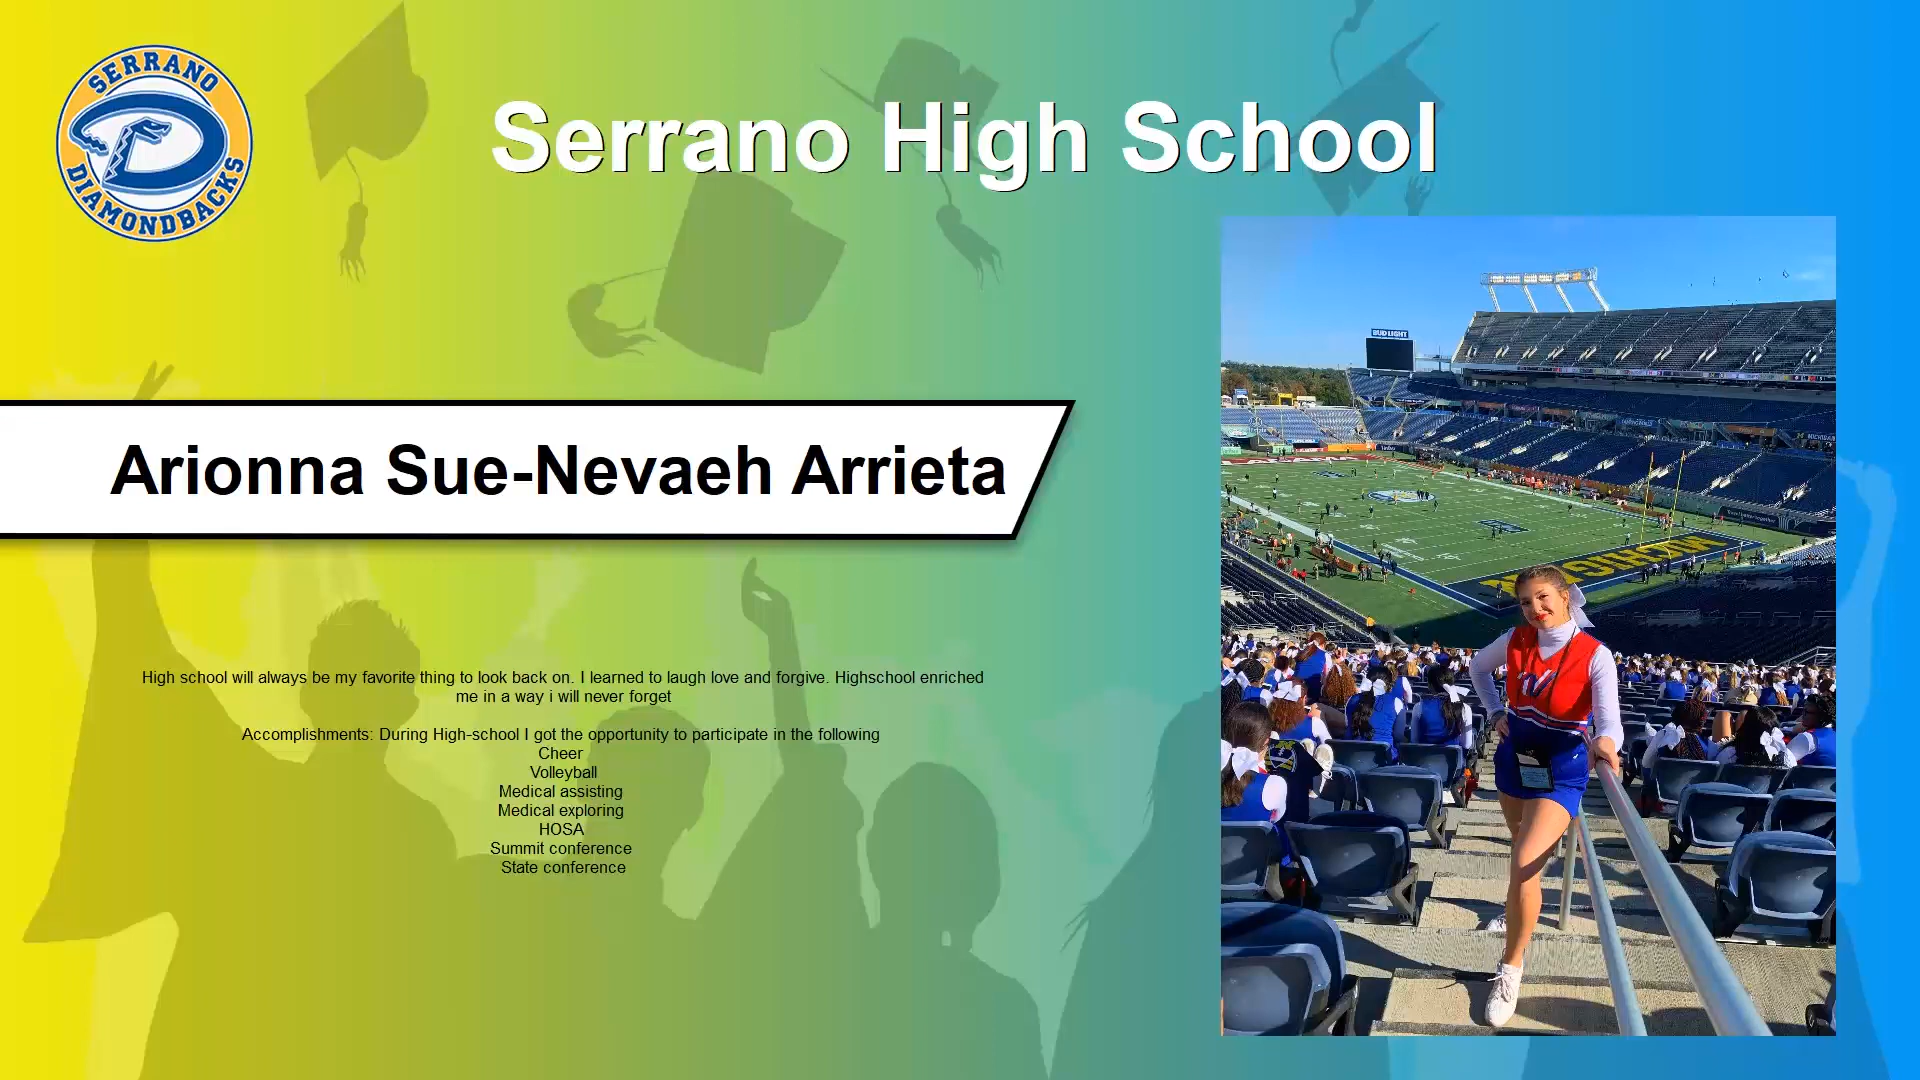 SERRANO
DIAMONDBACKS
Serrano High School
Arionna Sue-Nevaeh Arrieta
High school will always be my favorite thing to look back on. I learned to laugh love and forgive. Highschool enriched
me in a way i will never forget
Accomplishments: During High-school I got the opportunity to participate in the following
Cheer
Volleyball
Medical assisting
Medical exploring
HOSA
Summit conference
State conference
BUD LIGHT
MICHIGAN